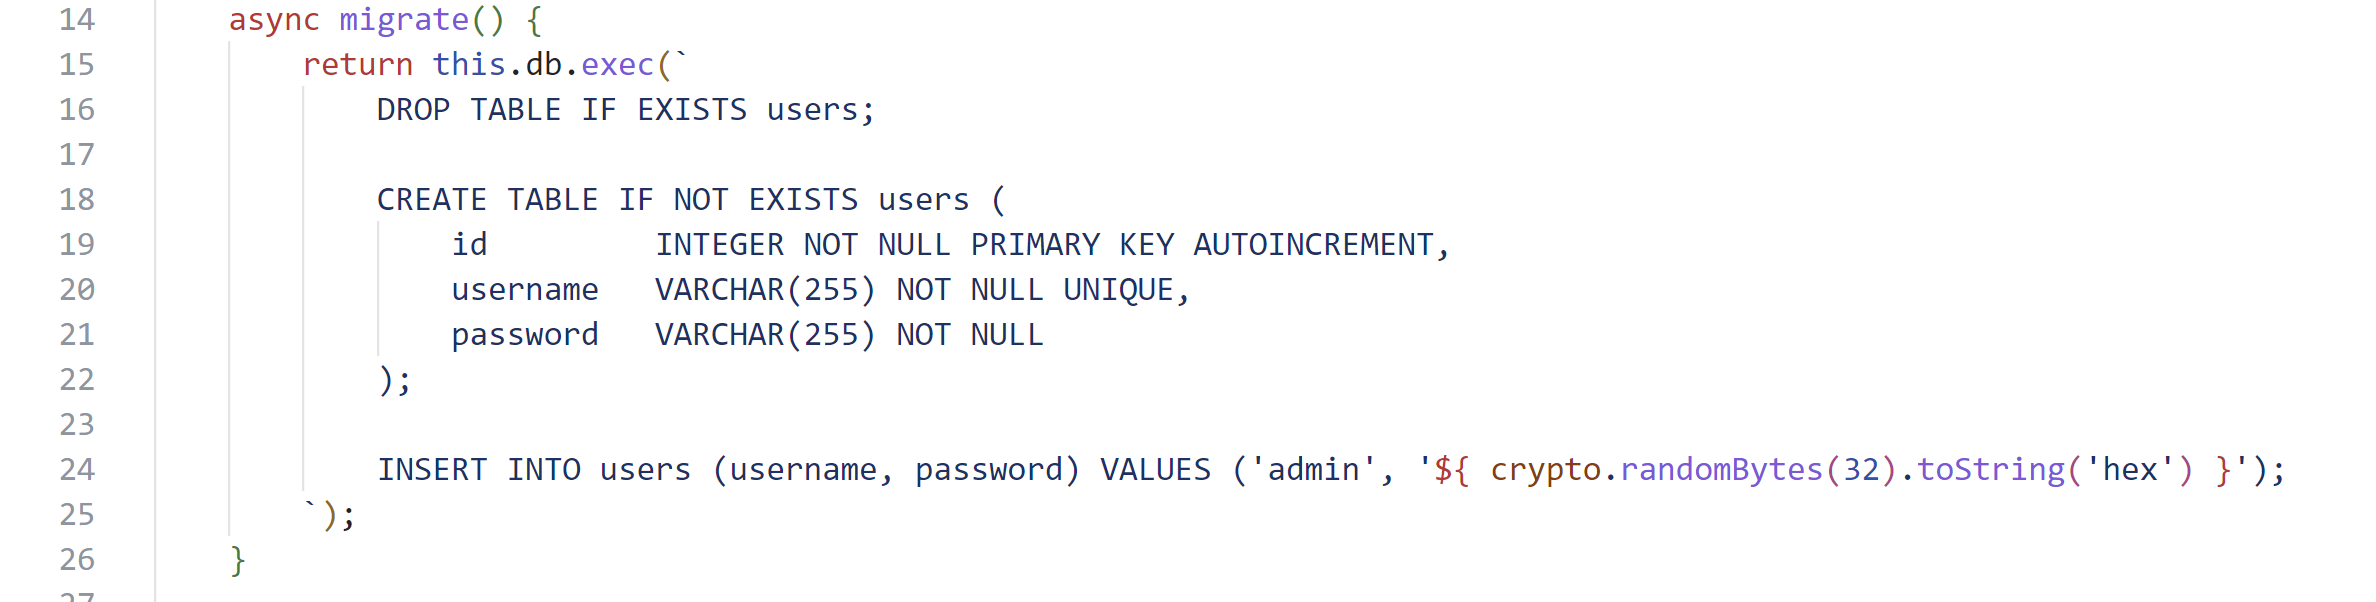 14 async migrate() {
15 return this.db.exec(`
16 DROP TABLE IF EXISTS users;
17
18 CREATE TABLE IF NOT EXISTS users (
19 id INTEGER NOT NULL PRIMARY KEY AUTOINCREMENT,
20 username VARCHAR(255) NOT NULL UNIQUE,
21 password VARCHAR(255) NOT NULL
22 );
23
24 INSERT INTO users (username, password) VALUES ('admin', '${ crypto.randomBytes(32).toString('hex') }');
25 `);
26 }
27